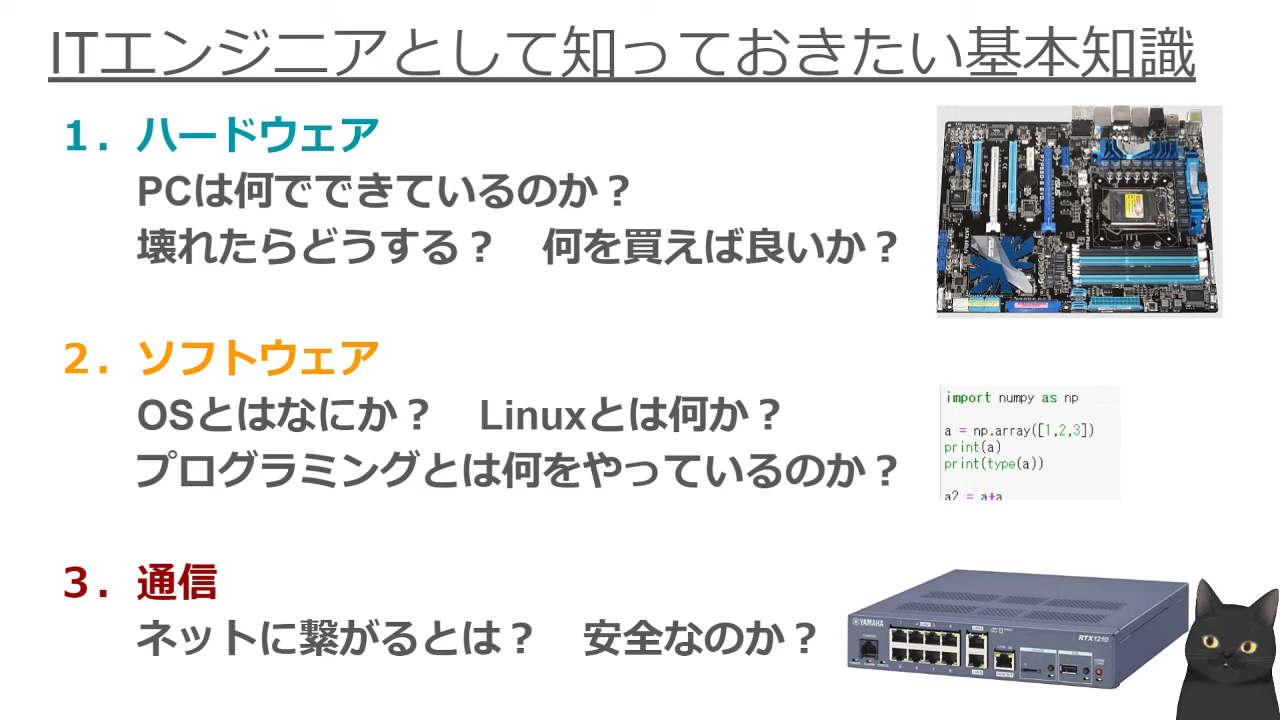 ITエンジニアとして知っておきたい基本知識
１．ハードウェア
PCは何でできているのか？
壊れたらどうする？　何を買えば良いか？
２．ソフトウェア
OSとはなにか？　Linuxとは何か？
プログラミングとは何をやっているのか？
import numpy as np
a = np.array([1,2,3])
print(a)
print(type(a))
a2 = a+a
３．通信
ネットに繋がるとは？　安全なのか？
YAMAHA
RTX1210